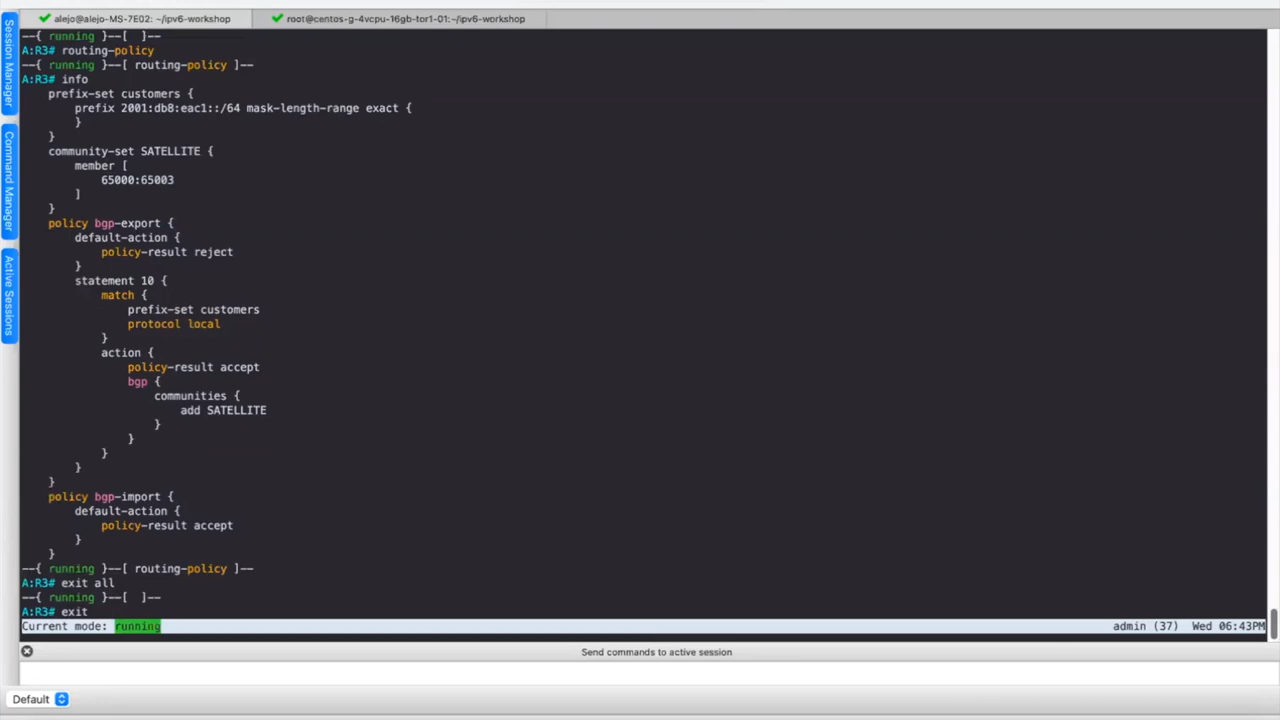 alejo@alejo-MS-7E02: ~/ipv6-workshop
root@centos-g-4vcpu-16gb-tor1-01:~/ipv6-workshop
Session Manager
Command Manager
Active Sessions
--{ running }--[  ]--
A:R3# routing-policy
--{ running }--[ routing-policy ]--
A:R3# info
    prefix-set customers {
        prefix 2001:db8:eac1::/64 mask-length-range exact {
        }
    }
    community-set SATELLITE {
        member [
            65000:65003
        ]
    }
    policy bgp-export {
        default-action {
            policy-result reject
        }
        statement 10 {
            match {
                prefix-set customers
                protocol local
            }
            action {
                policy-result accept
                bgp {
                    communities {
                        add SATELLITE
                    }
                }
            }
        }
    }
    policy bgp-import {
        default-action {
            policy-result accept
        }
    }
--{ running }--[ routing-policy ]--
A:R3# exit all
--{ running }--[  ]--
A:R3# exit
Current mode: running admin (37) Wed 06:43PM
Send commands to active session
Default